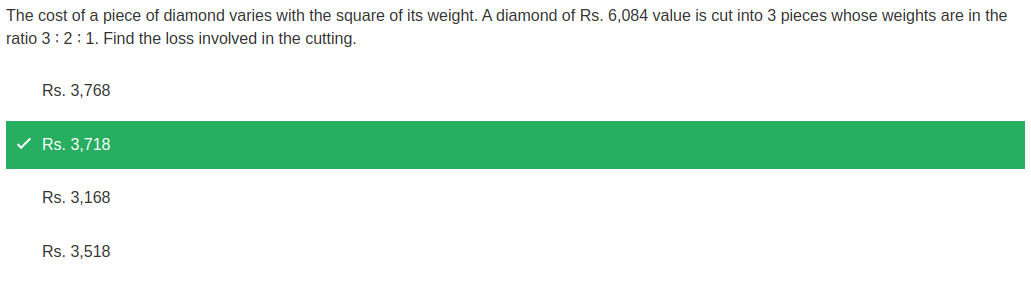 The cost of a piece of diamond varies with the square of its weight. A diamond of Rs. 6,084 value is cut into 3 pieces whose weights are in the
ratio 3 : 2 : 1. Find the loss involved in the cutting.
Rs. 3,768
✓ Rs. 3,718
Rs. 3,168
Rs. 3,518